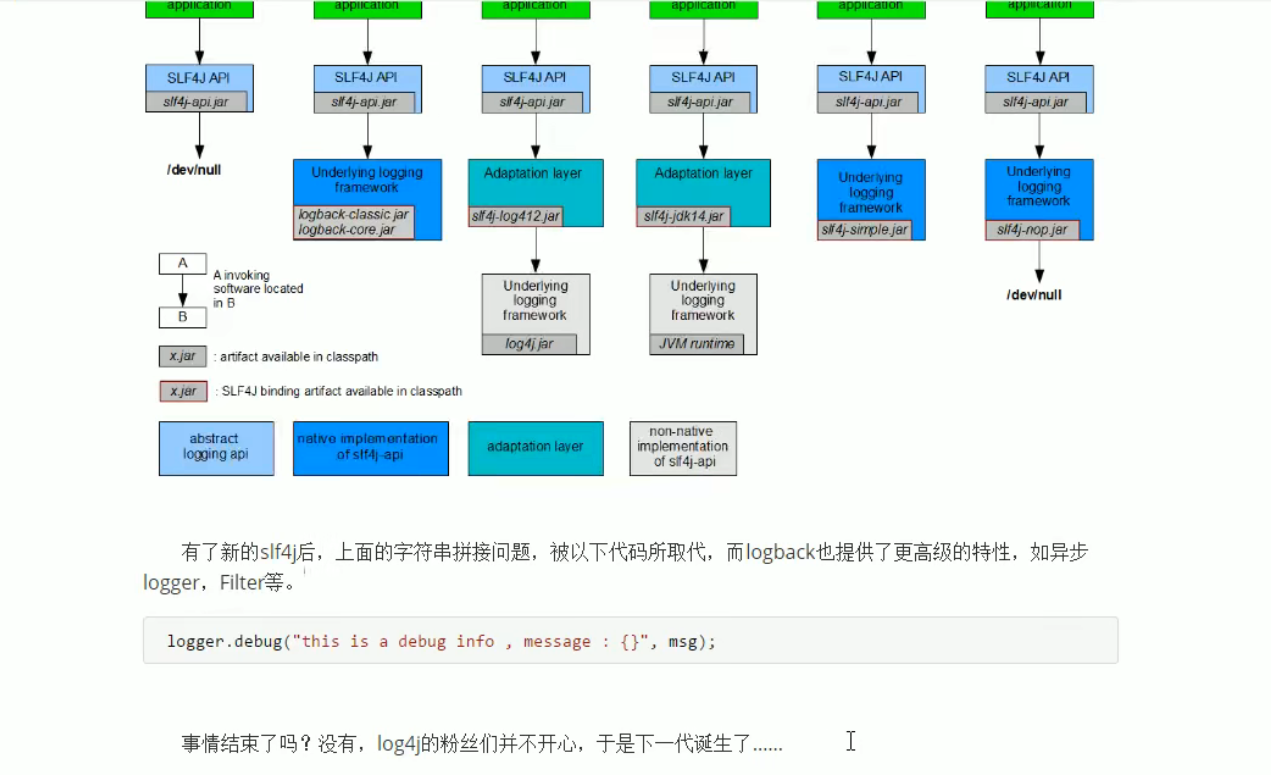 application application application application application application
SLF4J API SLF4J API SLF4J API SLF4J API SLF4J API SLF4J API
slf4j-api.jar slf4j-api.jar slf4j-api.jar slf4j-api.jar slf4j-api.jar slf4j-api.jar
/dev/null
Underlying logging
framework
logback-classic.jar
logback-core.jar
Adaptation layer
slf4j-log412.jar
Adaptation layer
slf4j-jdk14.jar
Underlying
logging
framework
slf4j-simple.jar
Underlying
logging
framework
slf4j-nop.jar
A
B
A invoking
software located
in B
Underlying
logging
framework
log4j.jar
Underlying
logging
framework
JVM runtime
/dev/null
x.jar : artifact available in classpath
x.jar : SLF4J binding artifact available in classpath
abstract
logging api
native implementation
of slf4j-api
adaptation layer
non-native
implementation
of slf4j-api
有了新的slf4j后，上面的字符串拼接问题，被以下代码所取代，而logback也提供了更高级的特性，如异步
logger，Filter等。
logger.debug("this is a debug info , message : {}", msg);
事情结束了吗？没有，log4j的粉丝们并不开心，于是下一代诞生了……